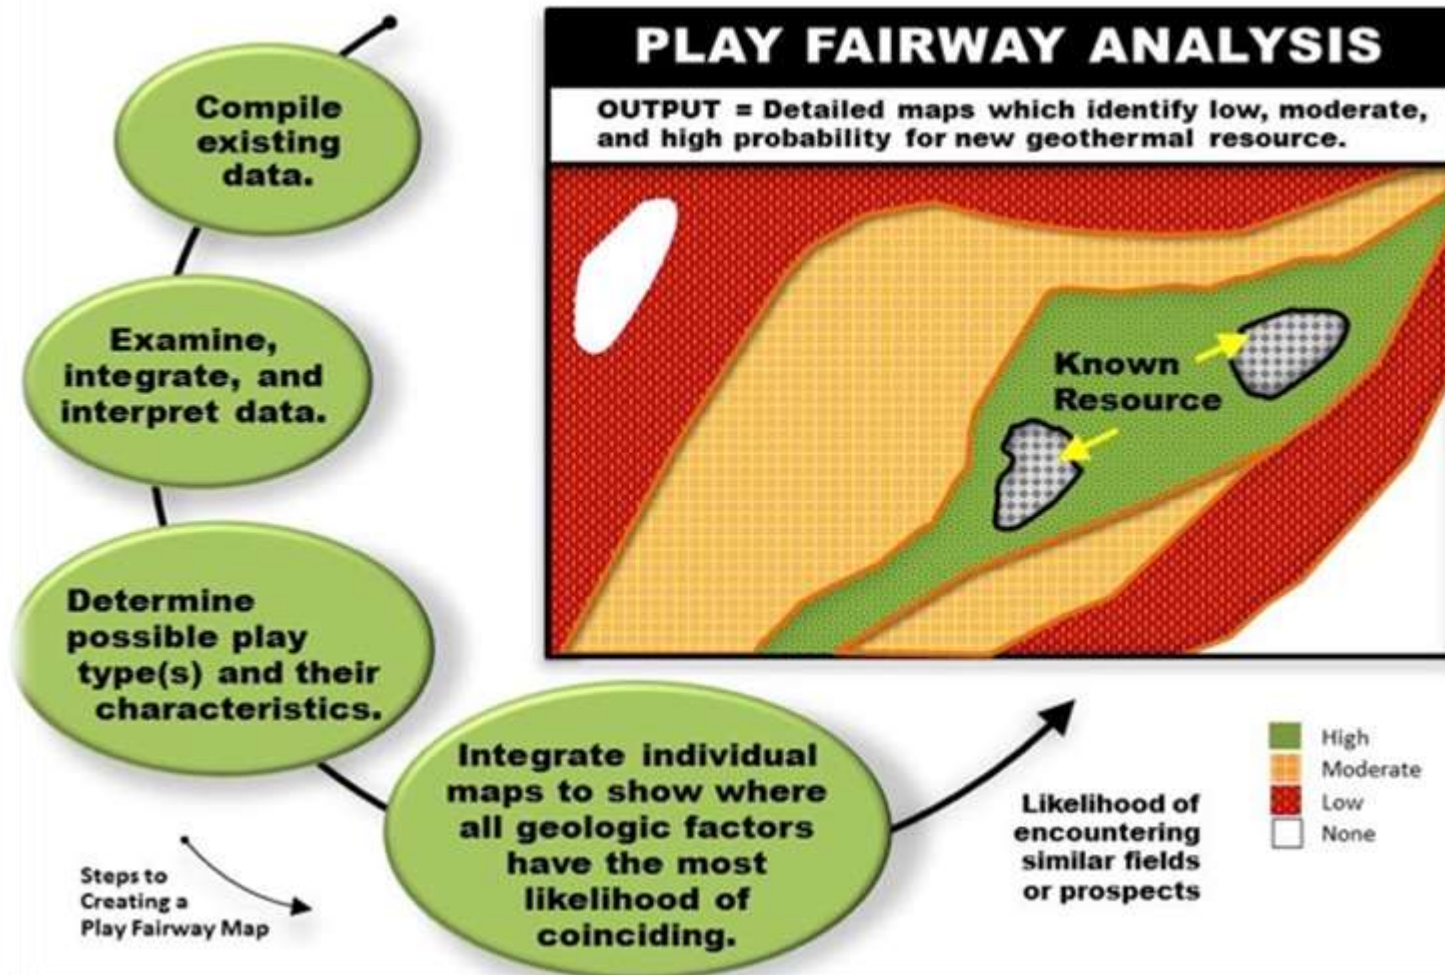 Compile
existing
data.
Examine,
integrate, and
interpret data.
Determine
possible play
type(s) and their
characteristics.
Integrate individual
maps to show where
all geologic factors
have the most
likelihood of
coinciding.
Steps to
Creating a
Play Fairway Map
PLAY FAIRWAY ANALYSIS
OUTPUT = Detailed maps which identify low, moderate,
and high probability for new geothermal resource.
Known
Resource
Likelihood of
encountering
similar fields
or prospects
High
Moderate
Low
None